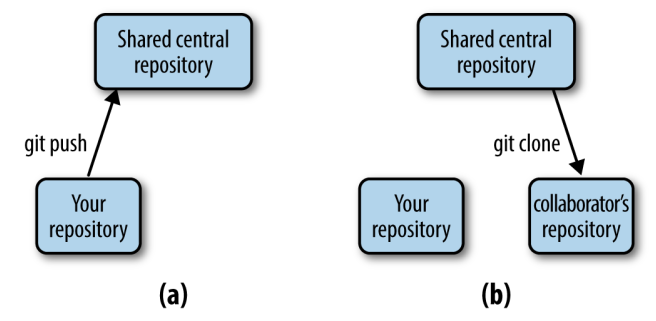 Shared central
repository
git push
Your
repository
(a)
Shared central
repository
git clone
Your
repository
collaborator's
repository
(b)